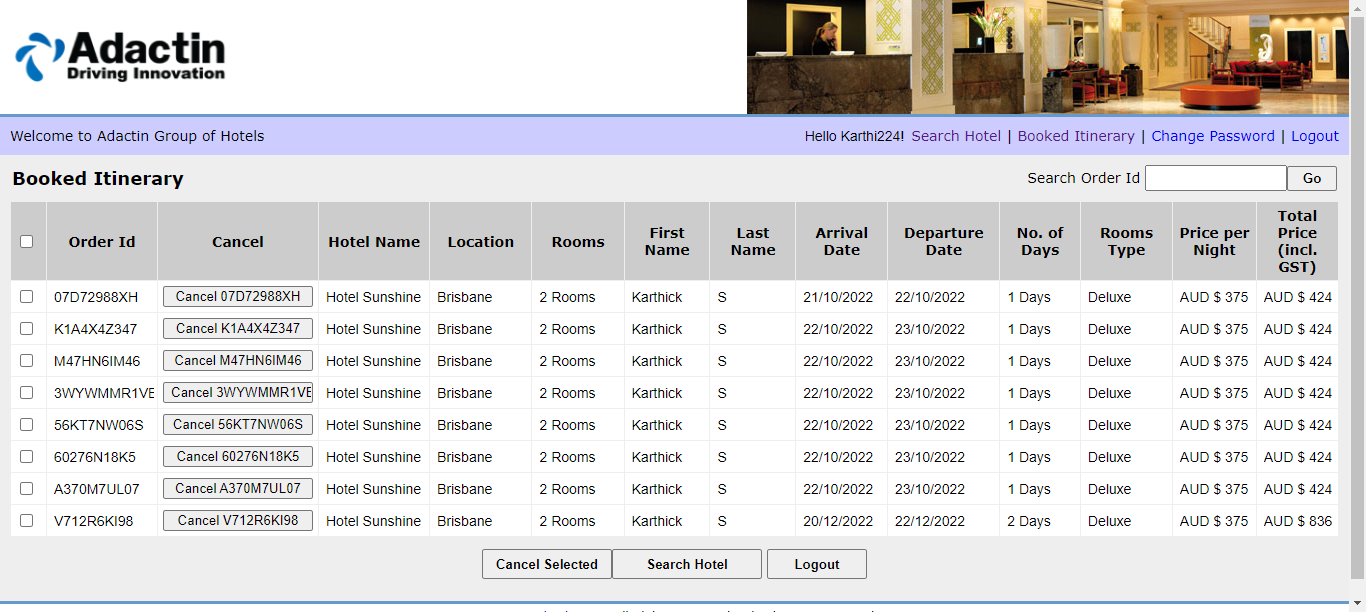 Adactin
Driving Innovation
Welcome to Adactin Group of Hotels
Hello Karthi224! Search Hotel | Booked Itinerary | Change Password | Logout
Booked Itinerary
Search Order Id Go
Order Id Cancel Hotel Name Location Rooms First Name Last Name Arrival Date Departure Date No. of Days Rooms Type Price per Night Total Price (incl. GST)
07D72988XH Cancel 07D72988XH Hotel Sunshine Brisbane 2 Rooms Karthick S 21/10/2022 22/10/2022 1 Days Deluxe AUD $ 375 AUD $ 424
K1A4X4Z347 Cancel K1A4X4Z347 Hotel Sunshine Brisbane 2 Rooms Karthick S 22/10/2022 23/10/2022 1 Days Deluxe AUD $ 375 AUD $ 424
M47HN6IM46 Cancel M47HN6IM46 Hotel Sunshine Brisbane 2 Rooms Karthick S 22/10/2022 23/10/2022 1 Days Deluxe AUD $ 375 AUD $ 424
3WYWMMR1VE Cancel 3WYWMMR1VE Hotel Sunshine Brisbane 2 Rooms Karthick S 22/10/2022 23/10/2022 1 Days Deluxe AUD $ 375 AUD $ 424
56KT7NW06S Cancel 56KT7NW06S Hotel Sunshine Brisbane 2 Rooms Karthick S 22/10/2022 23/10/2022 1 Days Deluxe AUD $ 375 AUD $ 424
60276N18K5 Cancel 60276N18K5 Hotel Sunshine Brisbane 2 Rooms Karthick S 22/10/2022 23/10/2022 1 Days Deluxe AUD $ 375 AUD $ 424
A370M7UL07 Cancel A370M7UL07 Hotel Sunshine Brisbane 2 Rooms Karthick S 22/10/2022 23/10/2022 1 Days Deluxe AUD $ 375 AUD $ 424
V712R6KI98 Cancel V712R6KI98 Hotel Sunshine Brisbane 2 Rooms Karthick S 20/12/2022 22/12/2022 2 Days Deluxe AUD $ 375 AUD $ 836
Cancel Selected Search Hotel Logout